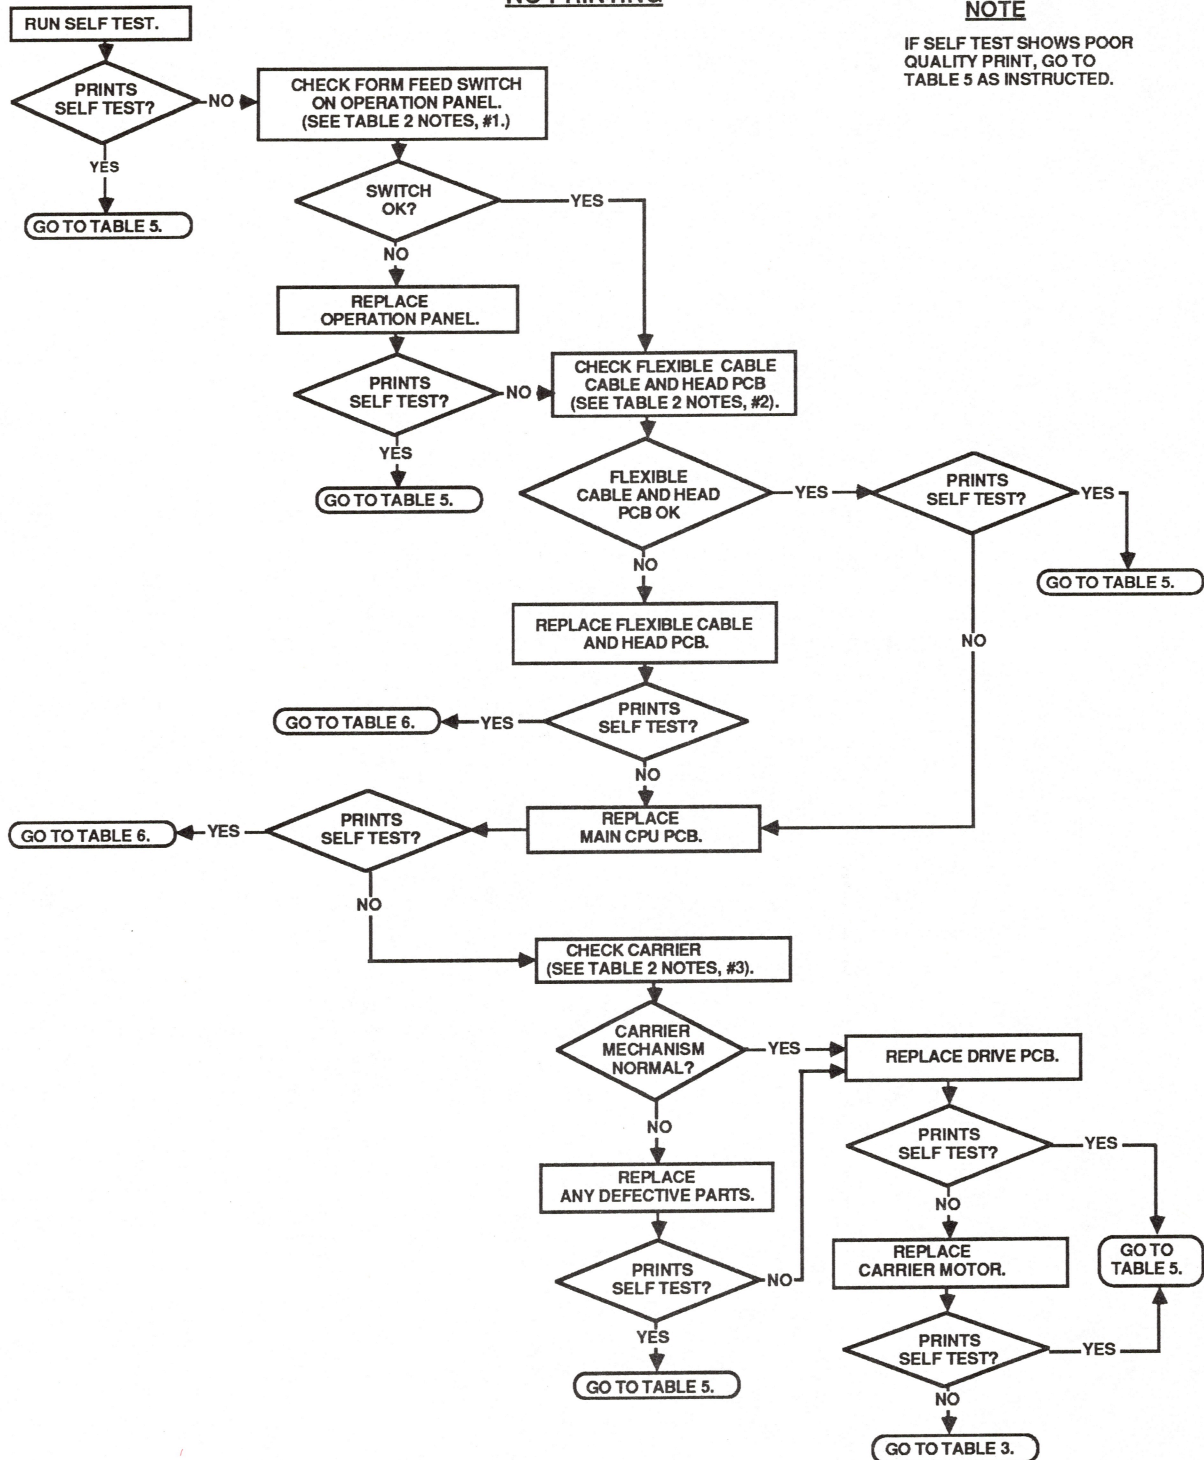 NO PRINTING
NOTE
RUN SELF TEST.
IF SELF TEST SHOWS POOR
QUALITY PRINT, GO TO
TABLE 5 AS INSTRUCTED.
PRINTS
SELF TEST?
NO
CHECK FORM FEED SWITCH
ON OPERATION PANEL.
(SEE TABLE 2 NOTES, #1.)
YES
GO TO TABLE 5.
SWITCH
OK?
YES
NO
REPLACE
OPERATION PANEL.
PRINTS
SELF TEST?
NO
CHECK FLEXIBLE CABLE
CABLE AND HEAD PCB
(SEE TABLE 2 NOTES, #2).
YES
GO TO TABLE 5.
FLEXIBLE
CABLE AND HEAD
PCB OK
YES
PRINTS
SELF TEST?
YES
GO TO TABLE 5.
NO
NO
REPLACE FLEXIBLE CABLE
AND HEAD PCB.
PRINTS
SELF TEST?
YES
GO TO TABLE 6.
NO
REPLACE
MAIN CPU PCB.
PRINTS
SELF TEST?
YES
GO TO TABLE 6.
NO
CHECK CARRIER
(SEE TABLE 2 NOTES, #3).
CARRIER
MECHANISM
NORMAL?
YES
REPLACE DRIVE PCB.
NO
REPLACE
ANY DEFECTIVE PARTS.
PRINTS
SELF TEST?
NO
YES
GO TO TABLE 5.
PRINTS
SELF TEST?
YES
NO
REPLACE
CARRIER MOTOR.
GO TO
TABLE 5.
PRINTS
SELF TEST?
YES
NO
GO TO TABLE 3.